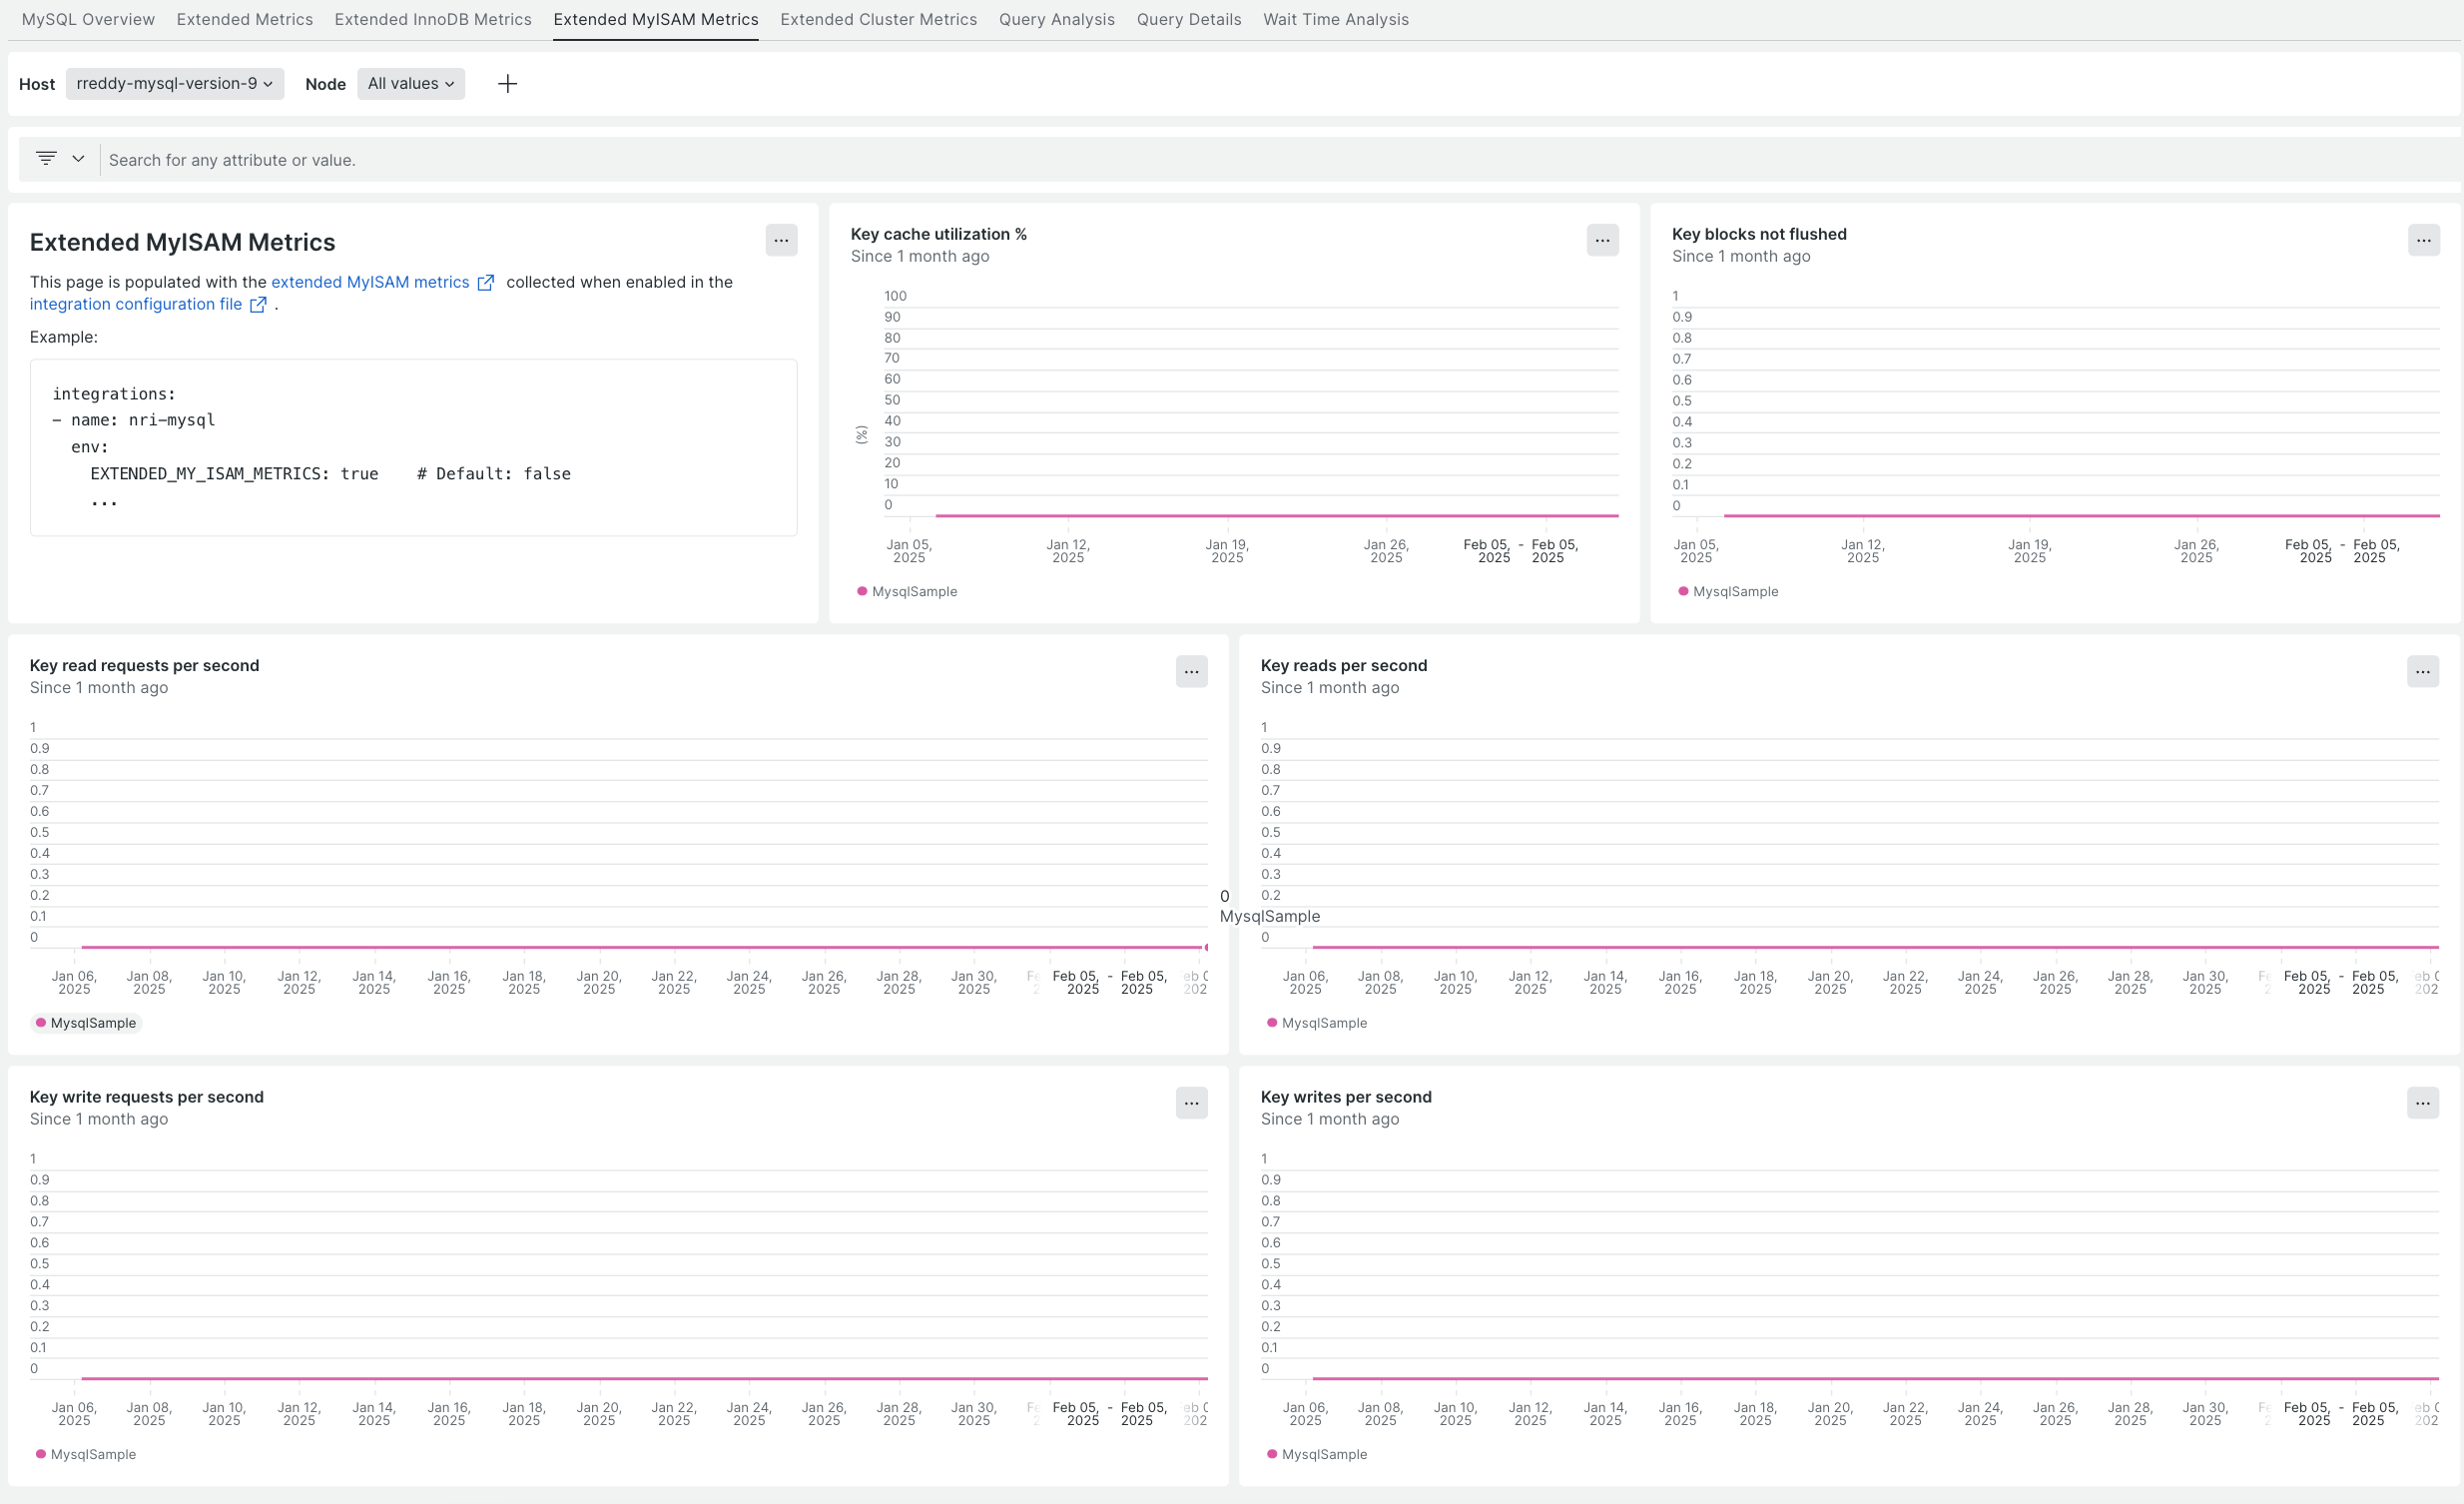 MySQL Overview Extended Metrics Extended InnoDB Metrics Extended MyISAM Metrics Extended Cluster Metrics Query Analysis Query Details Wait Time Analysis
Host rreddy-mysql-version-9 Node All values
Search for any attribute or value.
Extended MyISAM Metrics
This page is populated with the extended MyISAM metrics collected when enabled in the
integration configuration file .
Example:
integrations:
– name: nri–mysql
env:
EXTENDED_MY_ISAM_METRICS: true # Default: false
...
Key cache utilization %
Since 1 month ago
100
90
80
70
60
50
40
30
20
10
0
(%)
Jan 05, Jan 12, Jan 19, Jan 26, Feb 05, - Feb 05,
2025 2025 2025 2025 2025 2025
MysqlSample
Key blocks not flushed
Since 1 month ago
1
0.9
0.8
0.7
0.6
0.5
0.4
0.3
0.2
0.1
0
Jan 05, Jan 12, Jan 19, Jan 26, Feb 05, - Feb 05,
2025 2025 2025 2025 2025 2025
MysqlSample
Key read requests per second
Since 1 month ago
1
0.9
0.8
0.7
0.6
0.5
0.4
0.3
0.2
0.1
0
0
MysqlSample
Jan 06, Jan 08, Jan 10, Jan 12, Jan 14, Jan 16, Jan 18, Jan 20, Jan 22, Jan 24, Jan 26, Jan 28, Jan 30, Feb 05, - Feb 05,
2025 2025 2025 2025 2025 2025 2025 2025 2025 2025 2025 2025 2025 2025 2025
MysqlSample
Key reads per second
Since 1 month ago
1
0.9
0.8
0.7
0.6
0.5
0.4
0.3
0.2
0
Jan 06, Jan 08, Jan 10, Jan 12, Jan 14, Jan 16, Jan 18, Jan 20, Jan 22, Jan 24, Jan 26, Jan 28, Jan 30, Feb 05, - Feb 05,
2025 2025 2025 2025 2025 2025 2025 2025 2025 2025 2025 2025 2025 2025 2025
MysqlSample
Key write requests per second
Since 1 month ago
1
0.9
0.8
0.7
0.6
0.5
0.4
0.3
0.2
0.1
0
Jan 06, Jan 08, Jan 10, Jan 12, Jan 14, Jan 16, Jan 18, Jan 20, Jan 22, Jan 24, Jan 26, Jan 28, Jan 30, Feb 05, - Feb 05,
2025 2025 2025 2025 2025 2025 2025 2025 2025 2025 2025 2025 2025 2025 2025
MysqlSample
Key writes per second
Since 1 month ago
1
0.9
0.8
0.7
0.6
0.5
0.4
0.3
0.2
0.1
0
Jan 06, Jan 08, Jan 10, Jan 12, Jan 14, Jan 16, Jan 18, Jan 20, Jan 22, Jan 24, Jan 26, Jan 28, Jan 30, Feb 05, - Feb 05,
2025 2025 2025 2025 2025 2025 2025 2025 2025 2025 2025 2025 2025 2025 2025
MysqlSample